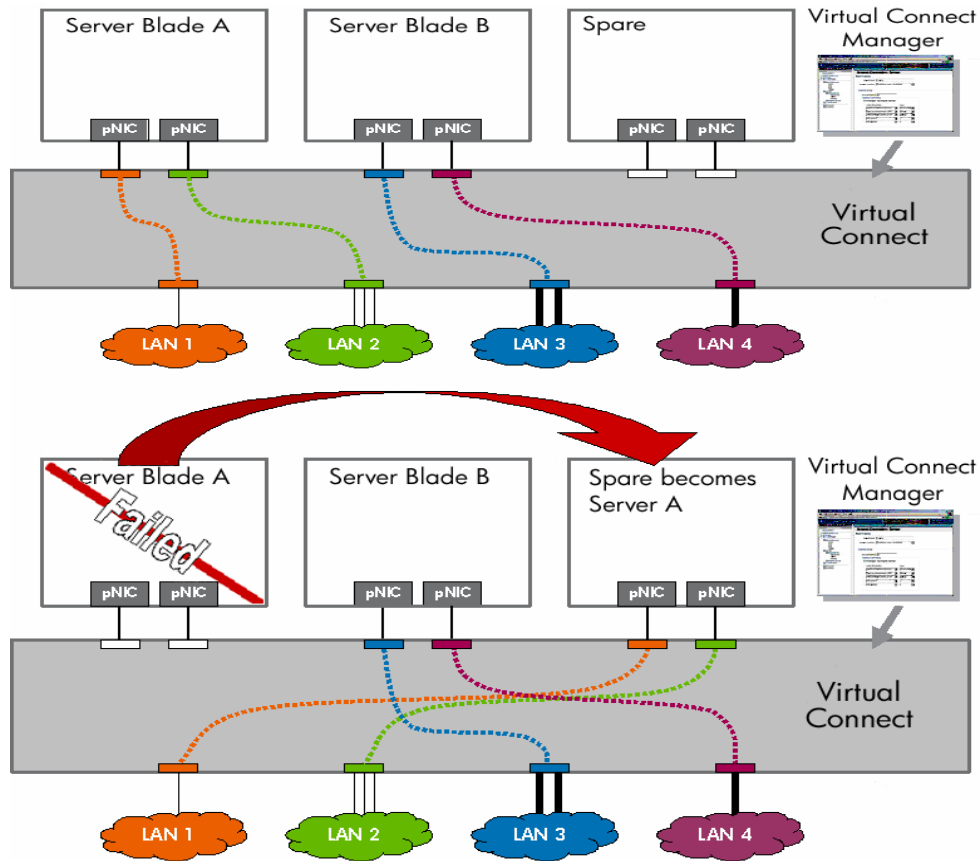 Server Blade A
Server Blade B
Spare
Virtual Connect
Manager
pNIC pNIC
pNIC pNIC
pNIC pNIC
Virtual
Connect
LAN 1
LAN 2
LAN 3
LAN 4
Server Blade A
Failed
Server Blade B
Spare becomes
Server A
Virtual Connect
Manager
pNIC pNIC
pNIC pNIC
pNIC pNIC
Virtual
Connect
LAN 1
LAN 2
LAN 3
LAN 4